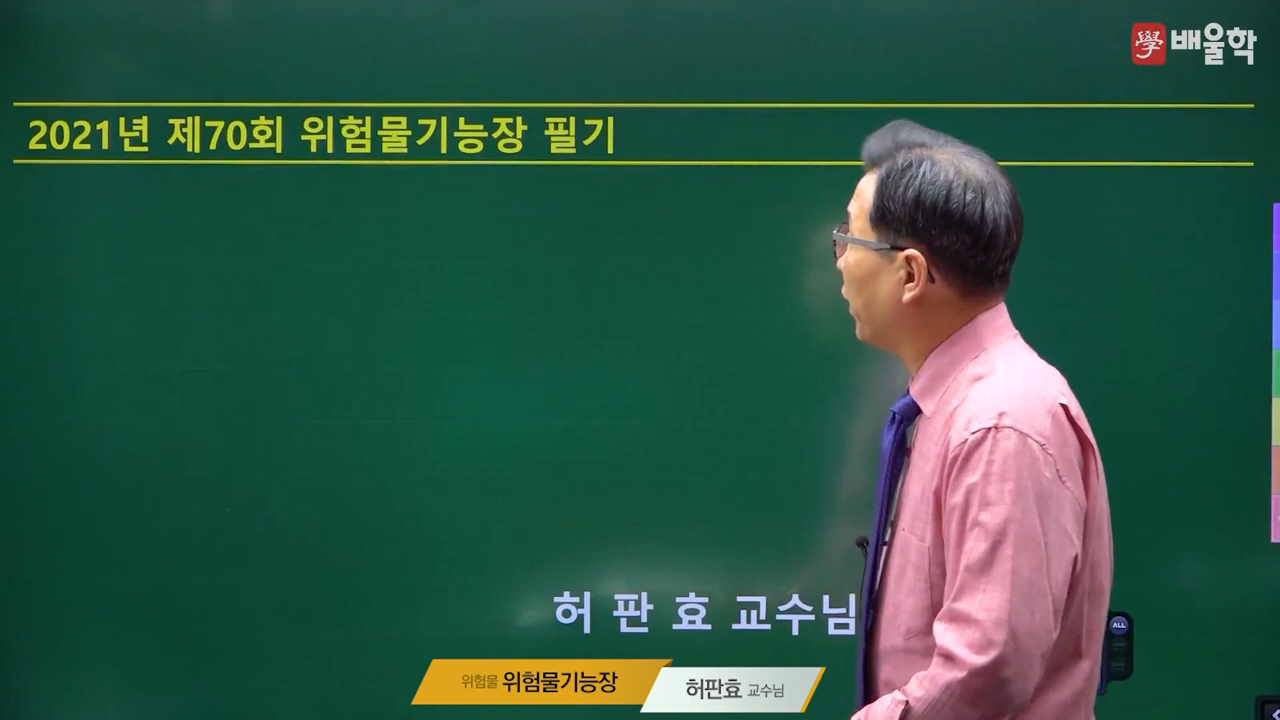 學 배울학
2021년 제70회 위험물기능장 필기
허 판 효 교수님
ALL
위험물 위험물기능장
허판효 교수님